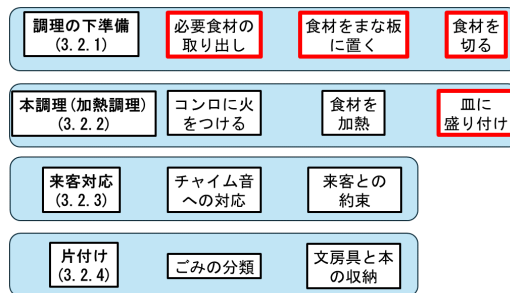 調理の下準備
(3.2.1)
必要食材の
取り出し
食材をまな板
に置く
食材を
切る
本調理(加熱調理)
(3.2.2)
コンロに火
をつける
食材を
加熱
皿に
盛り付け
来客対応
(3.2.3)
チャイム音
への対応
来客との
約束
片付け
(3.2.4)
ごみの分類
文房具と本
の収納